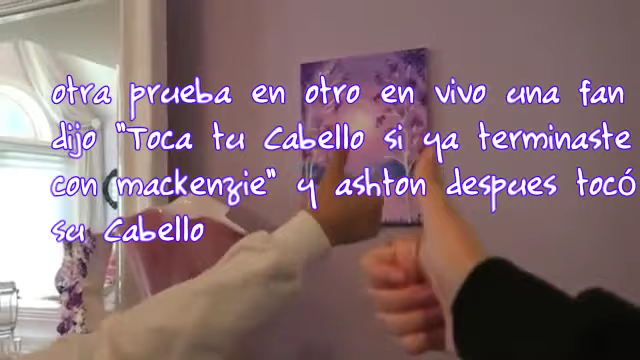 otra prueba en otro en vivo una fan
dijo "Toca tu Cabello si ya terminaste
con mackenzie" y ashton despues tocó
su Cabello